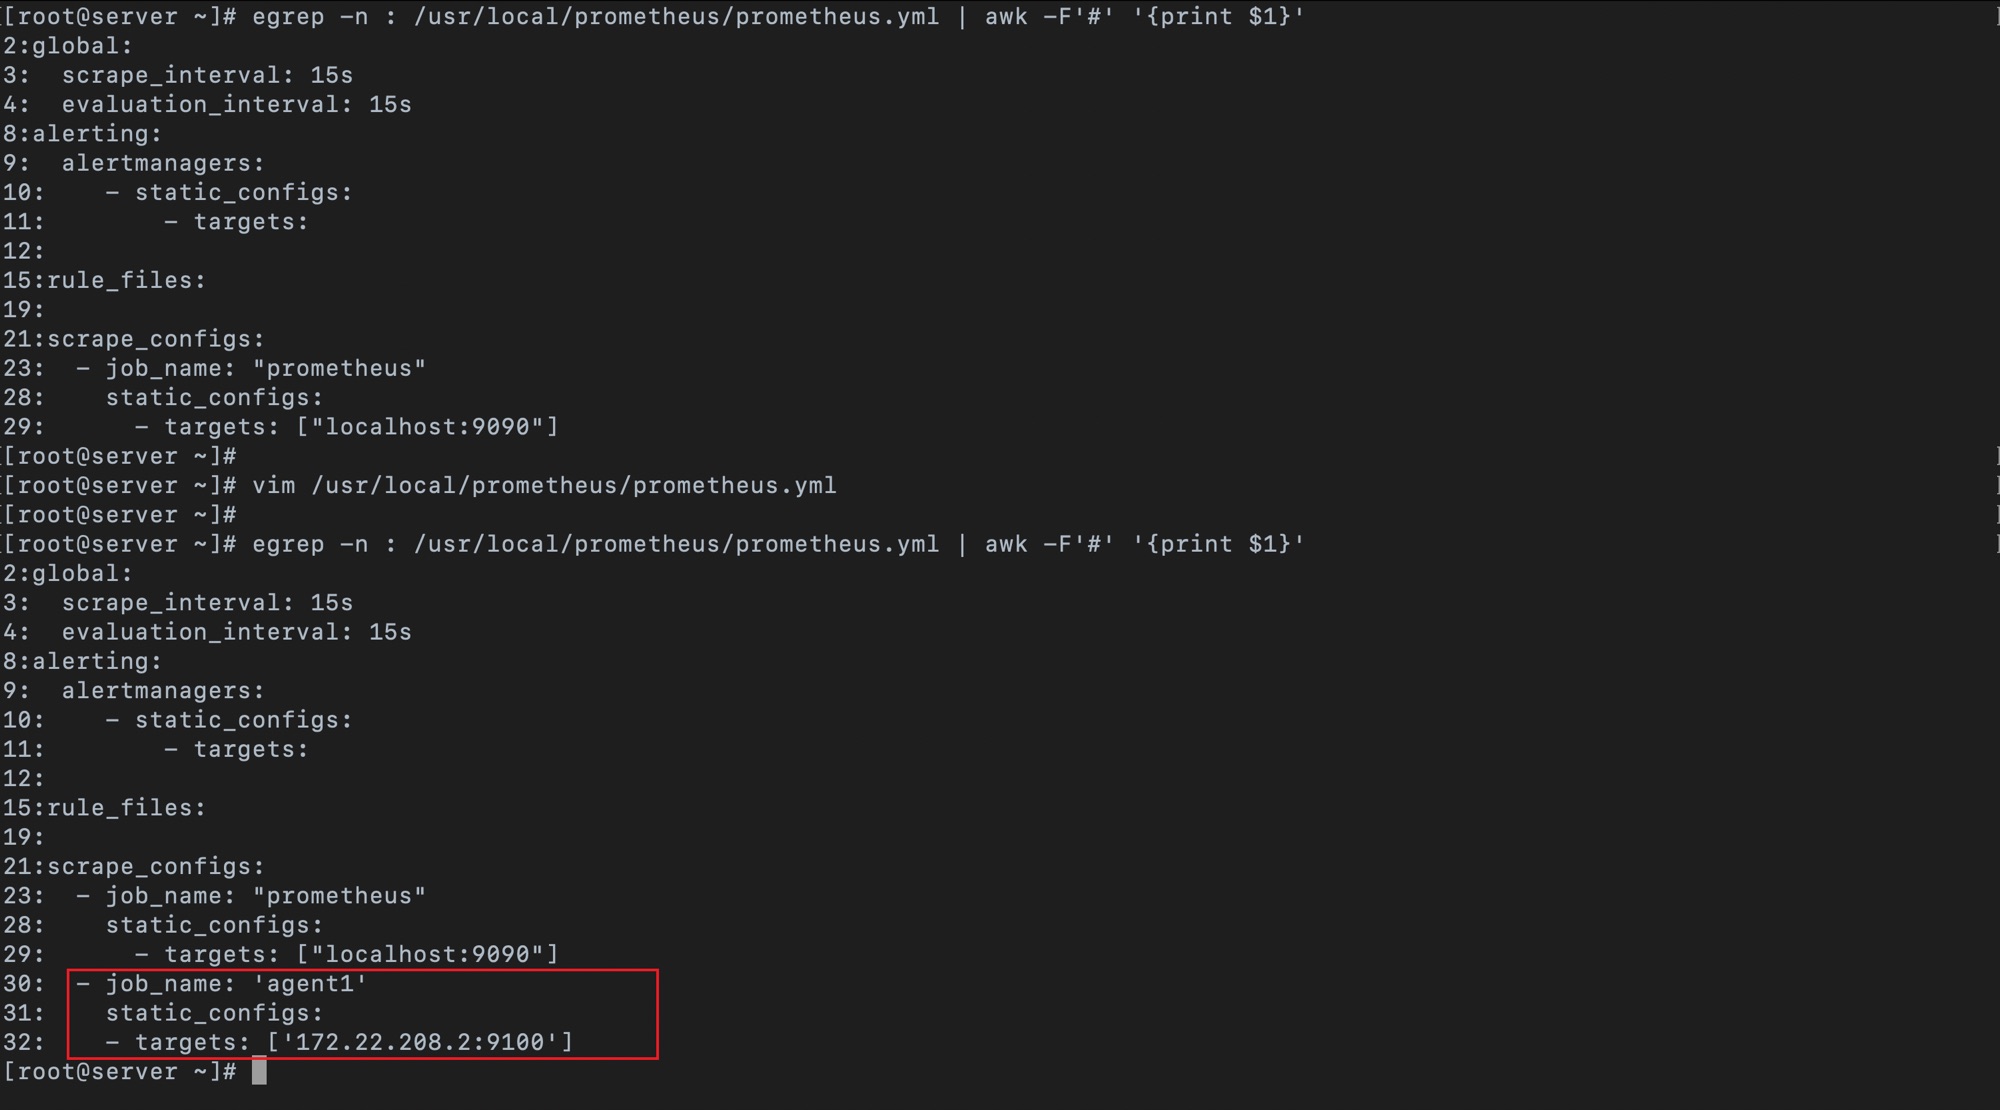 [root@server ~]# egrep -n : /usr/local/prometheus/prometheus.yml | awk -F'#' '{print $1}'
2:global:
3:  scrape_interval: 15s
4:  evaluation_interval: 15s
8:alerting:
9:  alertmanagers:
10:    - static_configs:
11:        - targets:
12:
15:rule_files:
19:
21:scrape_configs:
23:  - job_name: "prometheus"
28:    static_configs:
29:      - targets: ["localhost:9090"]
[root@server ~]#
[root@server ~]# vim /usr/local/prometheus/prometheus.yml
[root@server ~]#
[root@server ~]# egrep -n : /usr/local/prometheus/prometheus.yml | awk -F'#' '{print $1}'
2:global:
3:  scrape_interval: 15s
4:  evaluation_interval: 15s
8:alerting:
9:  alertmanagers:
10:    - static_configs:
11:        - targets:
12:
15:rule_files:
19:
21:scrape_configs:
23:  - job_name: "prometheus"
28:    static_configs:
29:      - targets: ["localhost:9090"]
30:  - job_name: 'agent1'
31:    static_configs:
32:    - targets: ['172.22.208.2:9100']
[root@server ~]#